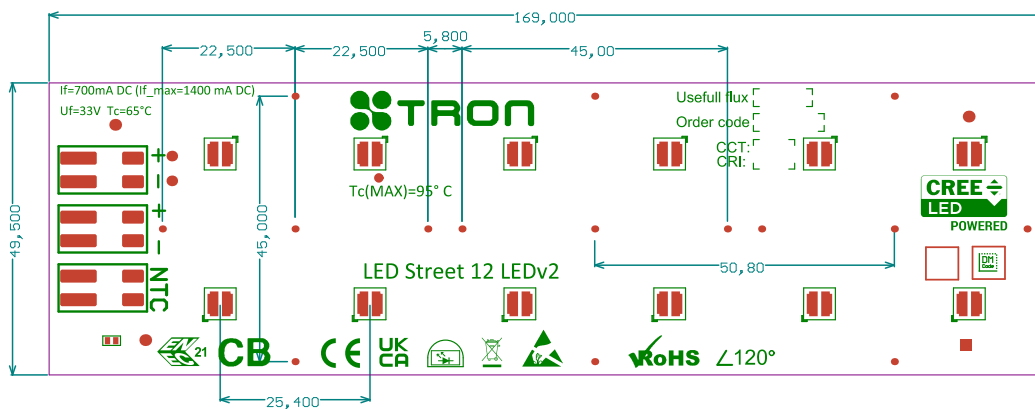 169,000
5,800
22,500
22,500
45,00
If=700mA DC (If_max=1400 mA DC)
Uf=33V Tc=65°C
TRON
Usefull flux
Order code
CCT:
CRI:
+
-
Tc(MAX)=95° C
CREE
LED
POWERED
+
-
49,500
45,000
50,80
LED Street 12 LEDv2
DM
Code
NTC
21
CB
CE
UK
CA
RoHS
∠120°
25,400